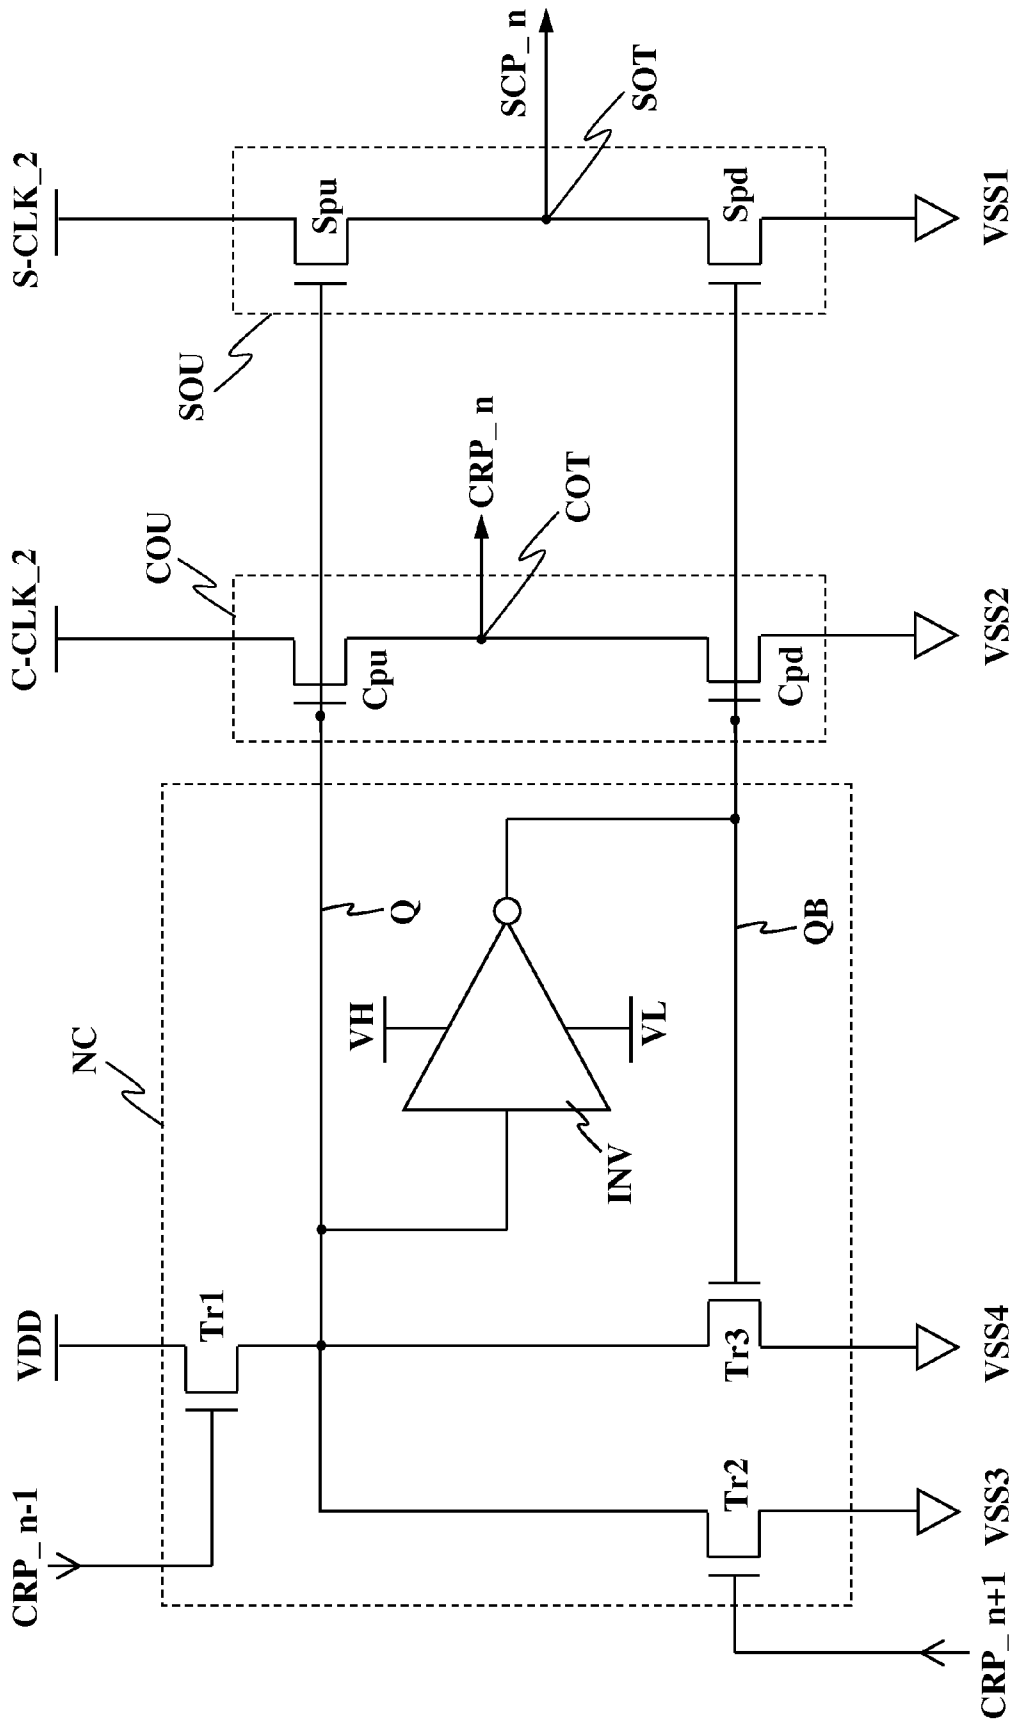 S-CLK_2
SCP_n
SOT
Spu
Spd
VSS1
SOU
CRP_n
COT
COU
C-CLK_2
Cpu
Cpd
VSS2
Q
QB
VH
VL
NC
INV
VDD
Tr1
Tr3
VSS4
CRP_n-1
Tr2
VSS3
CRP_n+1